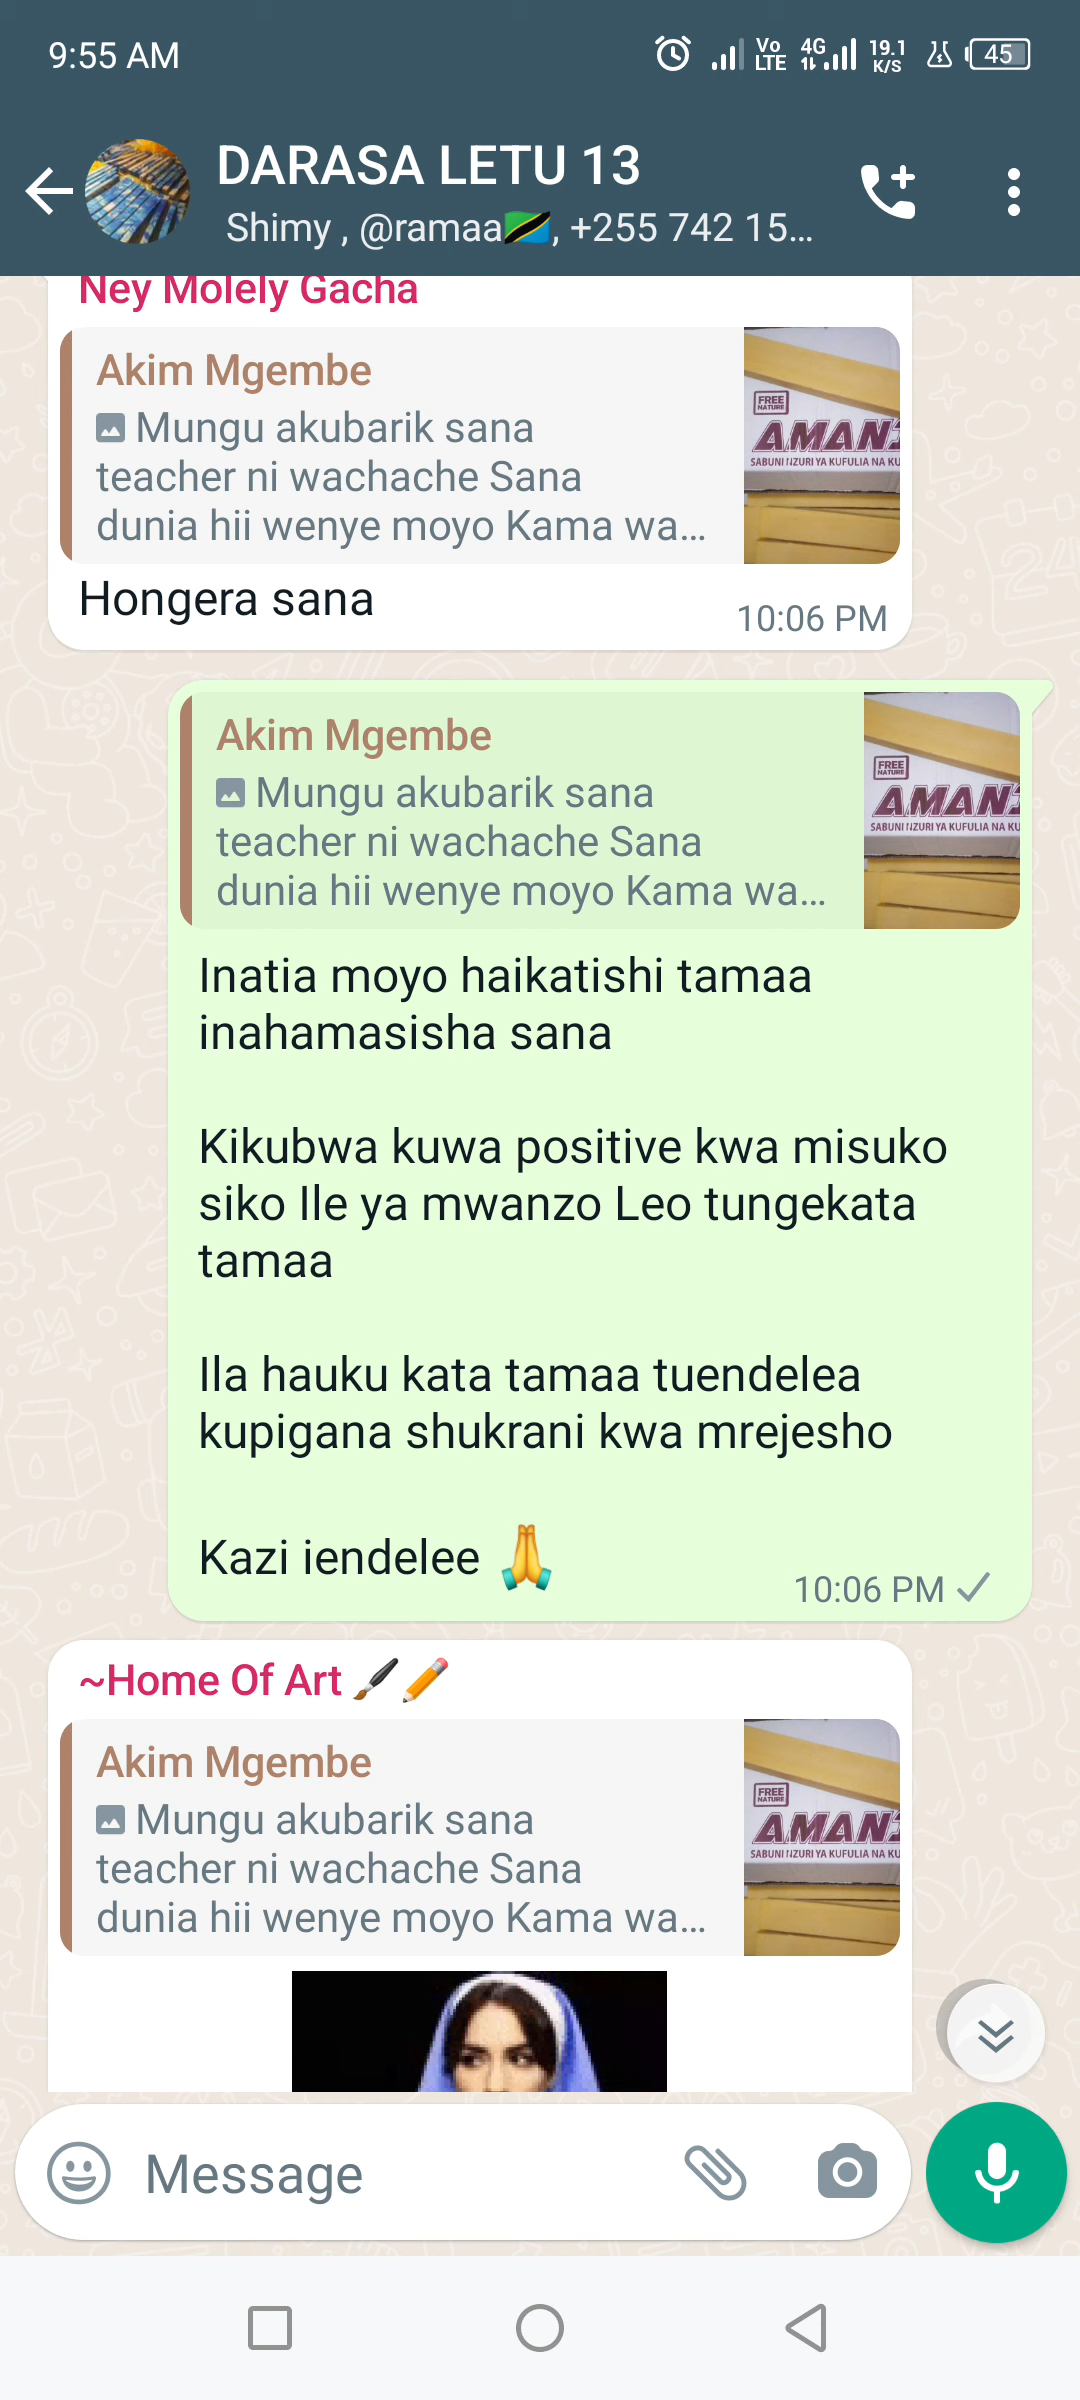 9:55 AM
Vo LTE 4G 19.1 K/S 45
DARASA LETU 13
Shimy , @ramaa🇹🇿, +255 742 15...
Ney Molely Gacha
Akim Mgembe
Mungu akubarik sana
teacher ni wachache Sana
dunia hii wenye moyo Kama wa...
FREE
NATURE
AMAN
SABUNI NZURI YA KUFULIA NA KU
Hongera sana
10:06 PM
Akim Mgembe
Mungu akubarik sana
teacher ni wachache Sana
dunia hii wenye moyo Kama wa...
FREE
NATURE
AMAN
SABUNI NZURI YA KUFULIA NA KU
Inatia moyo haikatishi tamaa
inahamasisha sana
Kikubwa kuwa positive kwa misuko
siko Ile ya mwanzo Leo tungekata
tamaa
Ila hauku kata tamaa tuendelea
kupigana shukrani kwa mrejesho
Kazi iendelee 🙏
10:06 PM
~Home Of Art 🖌️✏️
Akim Mgembe
Mungu akubarik sana
teacher ni wachache Sana
dunia hii wenye moyo Kama wa...
FREE
NATURE
AMAN
SABUNI NZURI YA KUFULIA NA KU
Message